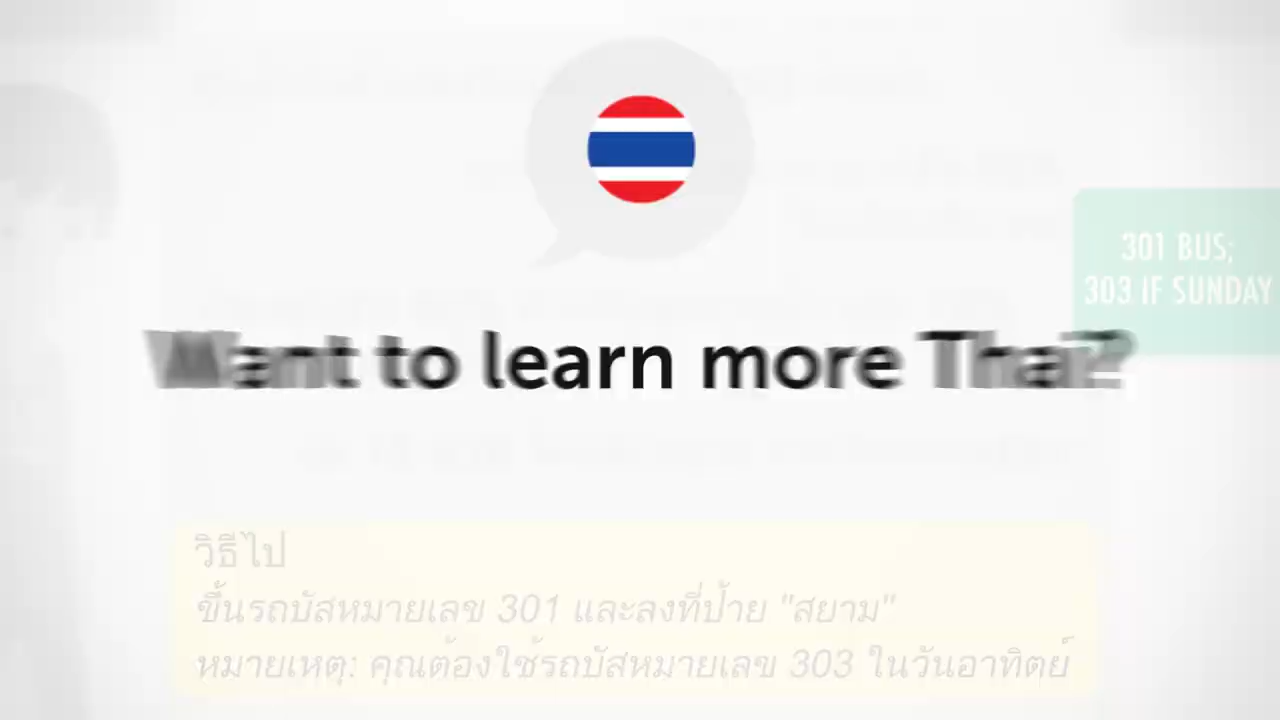 301 BUS;
303 IF SUNDAY
Want to learn more Thai?
วิธีไป
ขึ้นรถบัสหมายเลข 301 และลงที่ป้าย "สยาม"
หมายเหตุ: คุณต้องใช้รถบัสหมายเลข 303 ในวันอาทิตย์